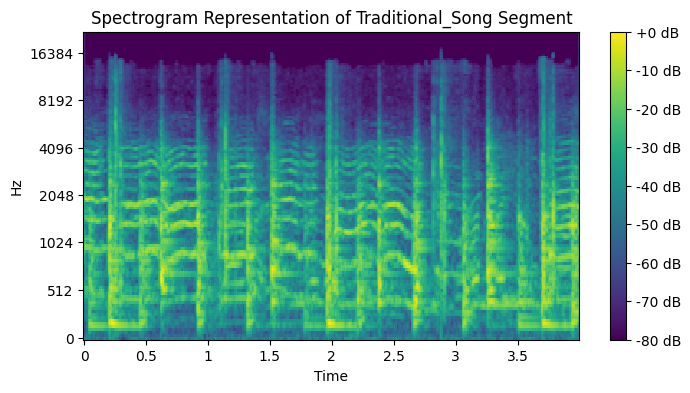 Spectrogram Representation of Traditional_Song Segment
Hz
16384
8192
4096
2048
1024
512
0
0
0.5
1
1.5
2
2.5
3
3.5
Time
+0 dB
-10 dB
-20 dB
-30 dB
-40 dB
-50 dB
-60 dB
-70 dB
-80 dB